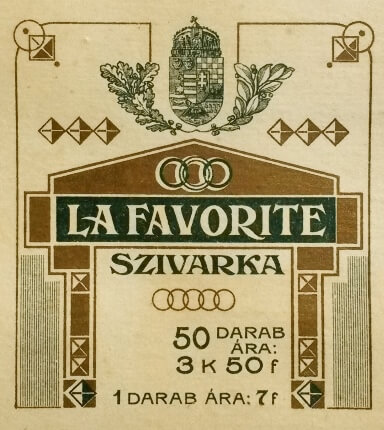 LA FAVORITE
SZIVARKA
50 DARAB ÁRA:
3 K 50 f
1 DARAB ÁRA: 7 f